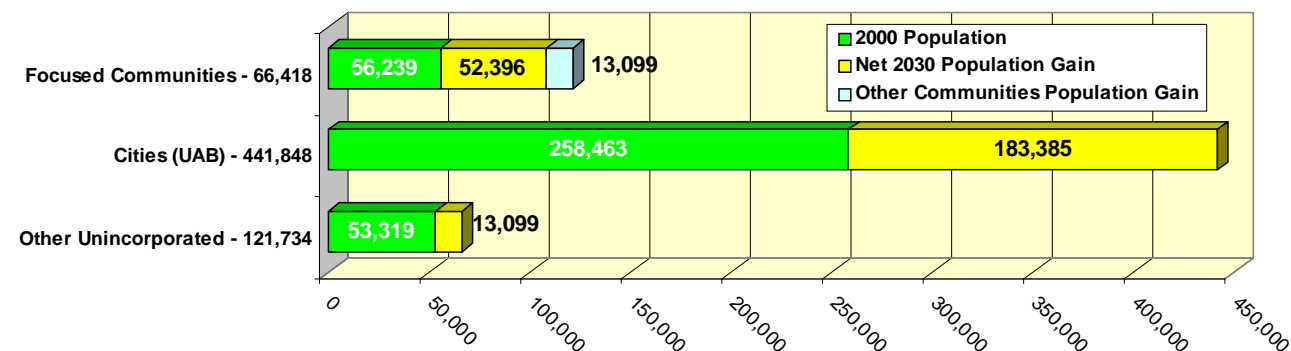 2000 Population
Net 2030 Population Gain
Other Communities Population Gain
Focused Communities - 66,418
56,239
52,396
13,099
Cities (UAB) - 441,848
258,463
183,385
Other Unincorporated - 121,734
53,319
13,099
0
50,000
100,000
150,000
200,000
250,000
300,000
350,000
400,000
450,000